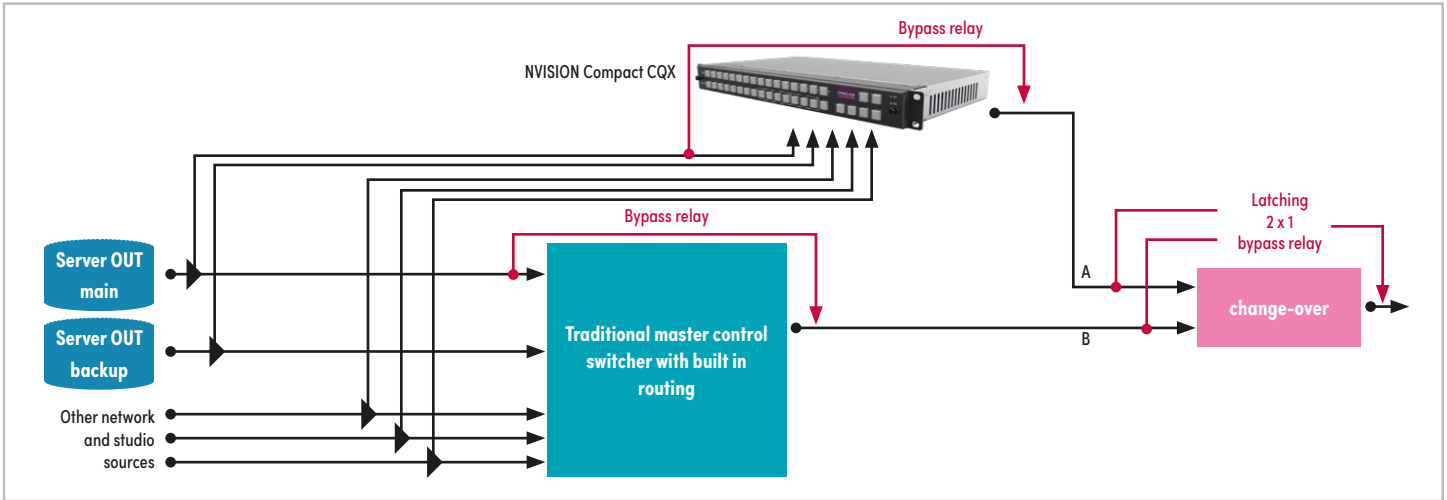 Bypass relay
NVISION Compact CQX
Bypass relay
Latching
2 x 1
bypass relay
Server OUT
main
A
change-over
Server OUT
backup
Traditional master control
switcher with built in
routing
B
Other network
and studio
sources